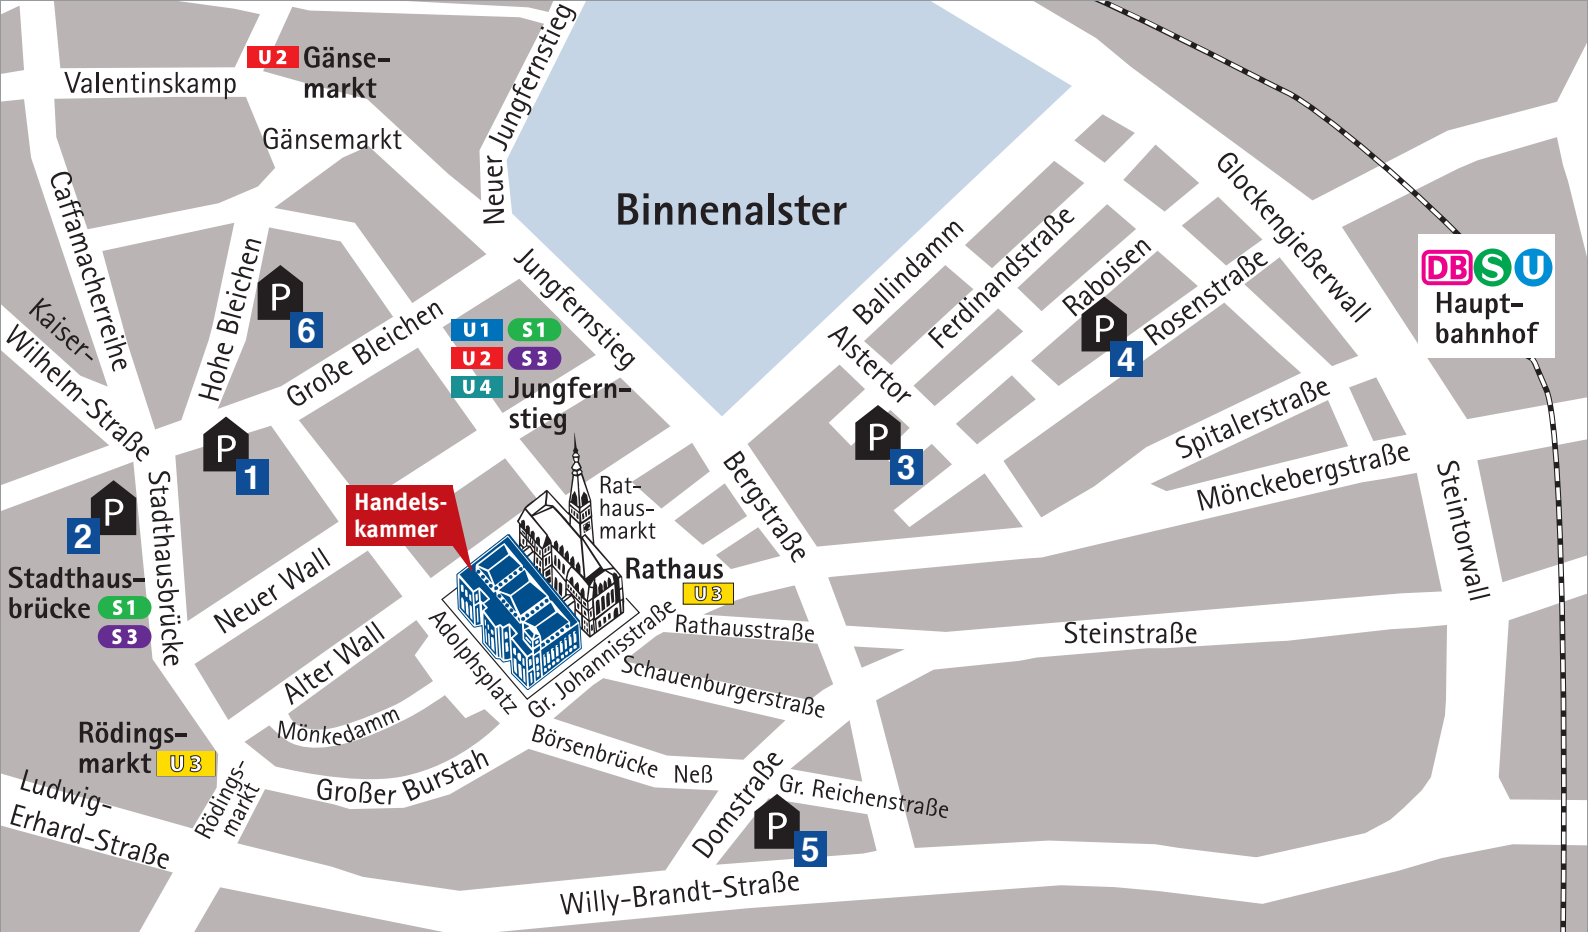 U2 Gänse-
markt
Valentinskamp
Gänsemarkt
Neuer Jungfernstieg
Binnenalster
Caffamacherreihe
Kaiser-
Wilhelm-Straße
Hohe Bleichen
P
6
Große Bleichen
Jungfernstieg
U1 S1
U2 S3
U4 Jungfern-
stieg
Ballindamm
Ferdinandstraße
Alstertor
Raboisen
Rosenstraße
Glockengießerwall
P
4
DB S U
Haupt-
bahnhof
P
3
Spitalerstraße
Mönckebergstraße
Steintorwall
P
1
P
2
Stadthausbrücke
Stadthaus-
brücke S1
S3
Handels-
kammer
Rat-
haus-
markt
Bergstraße
Rathaus
U3
Neuer Wall
Alter Wall
Adolphsplatz
Gr. Johannisstraße
Rathausstraße
Steinstraße
Schauenburgerstraße
Mönkedamm
Rödings-
markt U3
Großer Burstah
Börsenbrücke
Neß
Gr. Reichenstraße
Domstraße
P
5
Rödings-
markt
Ludwig-
Erhard-Straße
Willy-Brandt-Straße